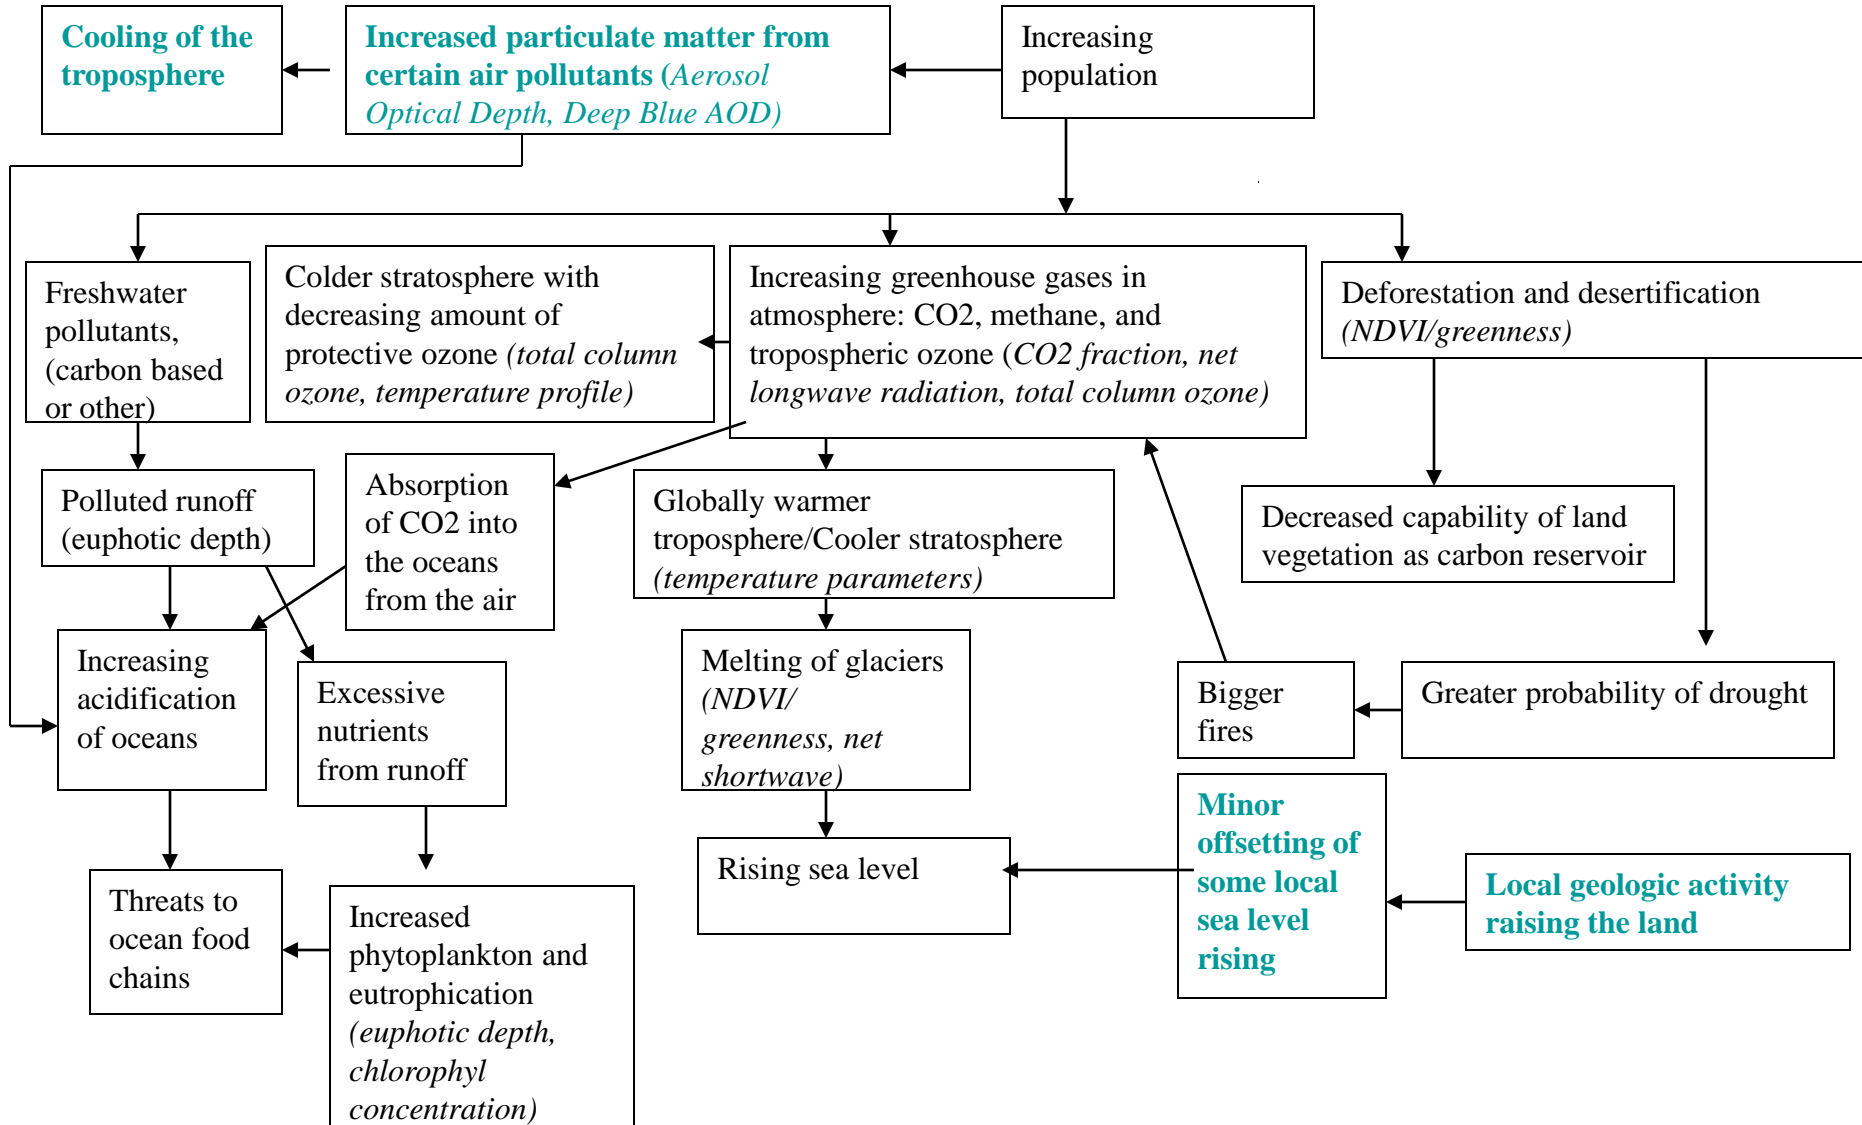 Cooling of the
troposphere
Increased particulate matter from
certain air pollutants (Aerosol
Optical Depth, Deep Blue AOD)
Increasing
population
Freshwater
pollutants,
(carbon based
or other)
Colder stratosphere with
decreasing amount of
protective ozone (total column
ozone, temperature profile)
Increasing greenhouse gases in
atmosphere: CO2, methane, and
tropospheric ozone (CO2 fraction, net
longwave radiation, total column ozone)
Deforestation and desertification
(NDVI/greenness)
Polluted runoff
(euphotic depth)
Absorption
of CO2 into
the oceans
from the air
Globally warmer
troposphere/Cooler stratosphere
(temperature parameters)
Decreased capability of land
vegetation as carbon reservoir
Increasing
acidification
of oceans
Excessive
nutrients
from runoff
Melting of glaciers
(NDVI/
greenness, net
shortwave)
Bigger
fires
Greater probability of drought
Threats to
ocean food
chains
Increased
phytoplankton and
eutrophication
(euphotic depth,
chlorophyl
concentration)
Rising sea level
Minor
offsetting of
some local
sea level
rising
Local geologic activity
raising the land